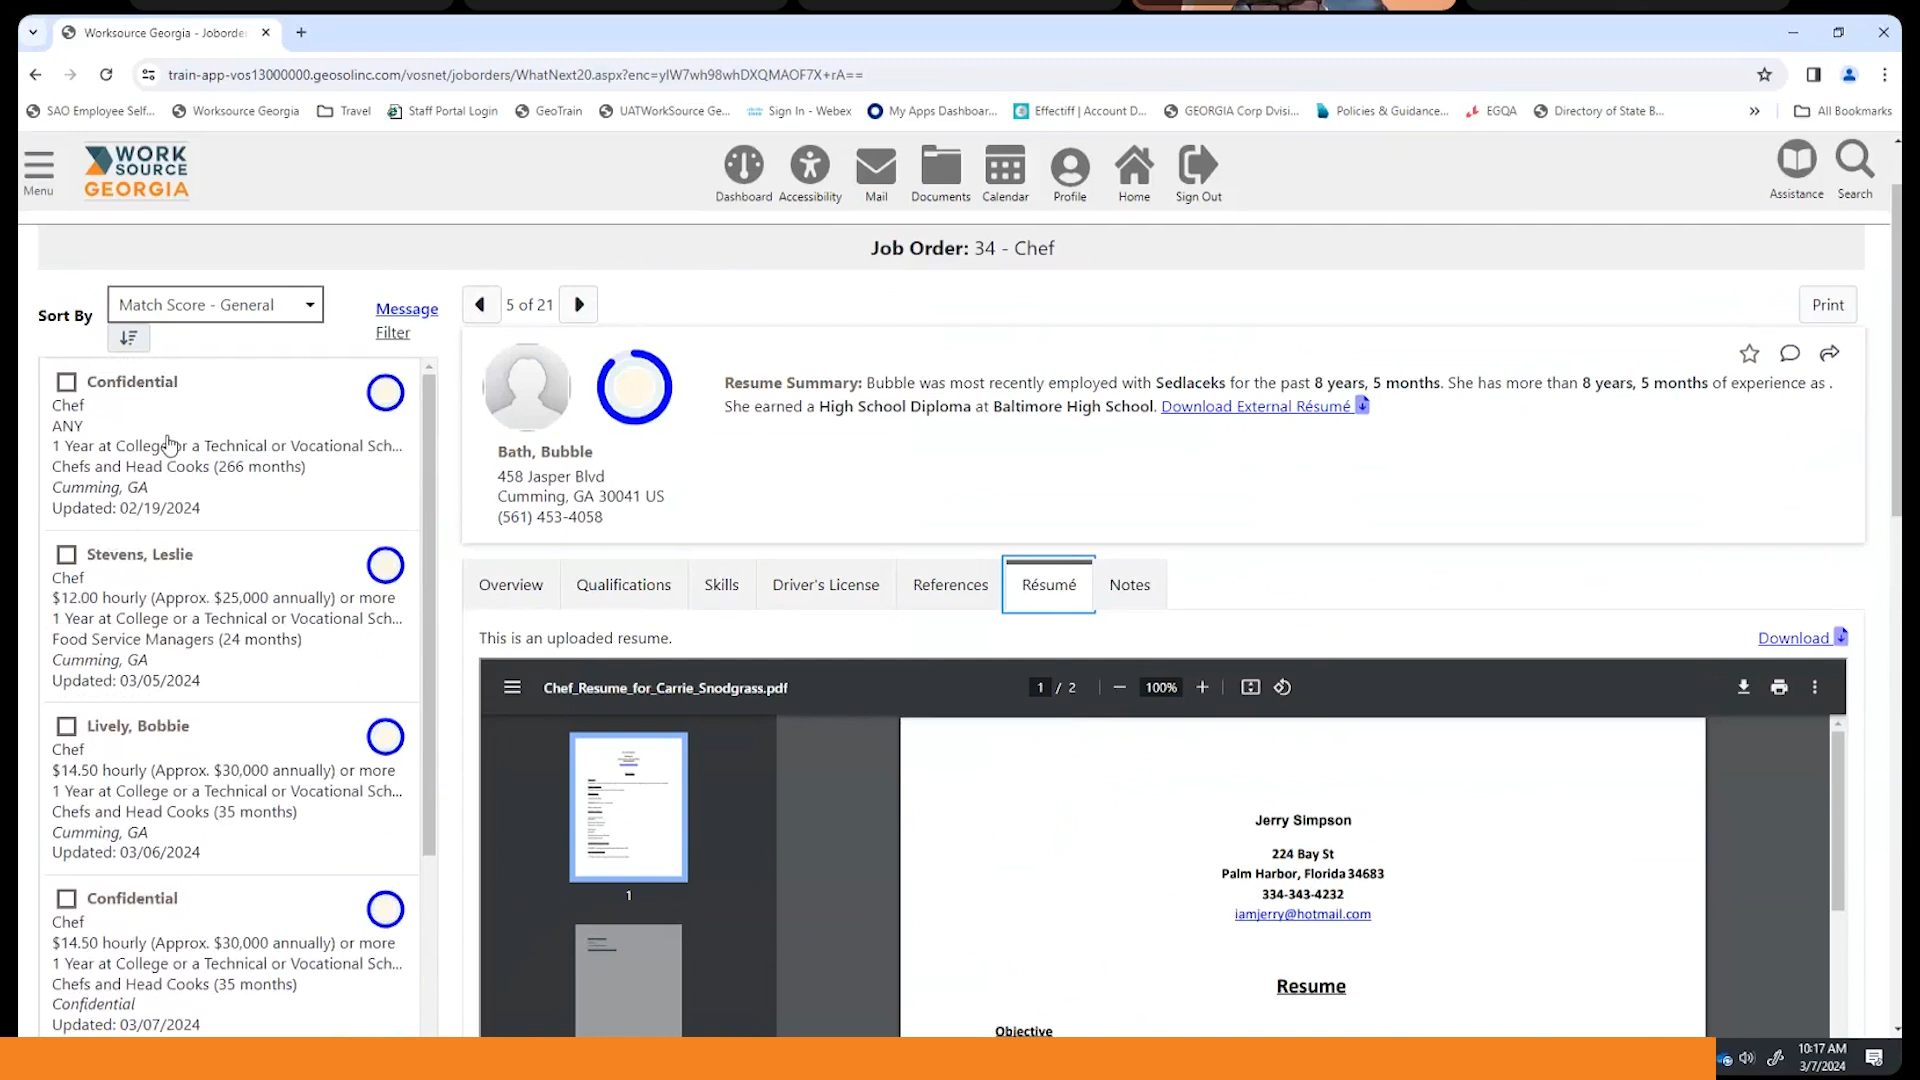 Worksource Georgia - Joborde
train-app-vos13000000.geosolinc.com/vosnet/joborders/WhatNext20.aspx?enc=yIW7wh98whDXQMAOF7X+rA==
SAO Employee Self...
Worksource Georgia
Travel
Staff Portal Login
GeoTrain
UATWorkSource Ge...
Sign In - Webex
My Apps Dashboar...
Effectiff | Account D...
GEORGIA Corp Dvisi...
Policies & Guidance...
EGQA
Directory of State B...
»
All Bookmarks
Menu
WORK
SOURCE
GEORGIA
Dashboard
Accessibility
Mail
Documents
Calendar
Profile
Home
Sign Out
Assistance
Search
Job Order: 34 - Chef
Sort By
Match Score - General
Message
Filter
5 of 21
Print
Confidential
Chef
ANY
1 Year at College or a Technical or Vocational Sch...
Chefs and Head Cooks (266 months)
Cumming, GA
Updated: 02/19/2024
Stevens, Leslie
Chef
$12.00 hourly (Approx. $25,000 annually) or more
1 Year at College or a Technical or Vocational Sch...
Food Service Managers (24 months)
Cumming, GA
Updated: 03/05/2024
Lively, Bobbie
Chef
$14.50 hourly (Approx. $30,000 annually) or more
1 Year at College or a Technical or Vocational Sch...
Chefs and Head Cooks (35 months)
Cumming, GA
Updated: 03/06/2024
Confidential
Chef
$14.50 hourly (Approx. $30,000 annually) or more
1 Year at College or a Technical or Vocational Sch...
Chefs and Head Cooks (35 months)
Confidential
Updated: 03/07/2024
Resume Summary: Bubble was most recently employed with Sedlaceks for the past 8 years, 5 months. She has more than 8 years, 5 months of experience as .
She earned a High School Diploma at Baltimore High School. Download External Résumé
Bath, Bubble
458 Jasper Blvd
Cumming, GA 30041 US
(561) 453-4058
Overview
Qualifications
Skills
Driver's License
References
Résumé
Notes
This is an uploaded resume.
Download
Chef_Resume_for_Carrie_Snodgrass.pdf
1 / 2
100%
1
Jerry Simpson
224 Bay St
Palm Harbor, Florida 34683
334-343-4232
iamjerry@hotmail.com
Resume
Objective
10:17 AM
3/7/2024